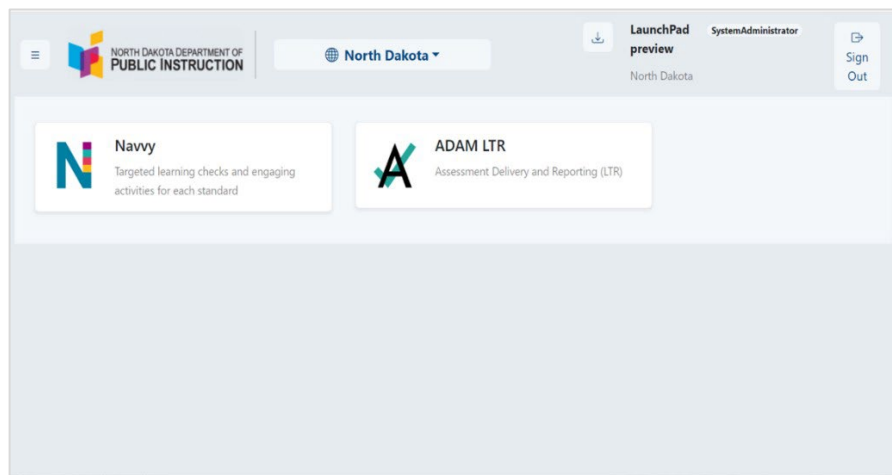 NORTH DAKOTA DEPARTMENT OF
PUBLIC INSTRUCTION
North Dakota
LaunchPad preview
SystemAdministrator
North Dakota
Sign
Out
Navvy
Targeted learning checks and engaging
activities for each standard
ADAM LTR
Assessment Delivery and Reporting (LTR)